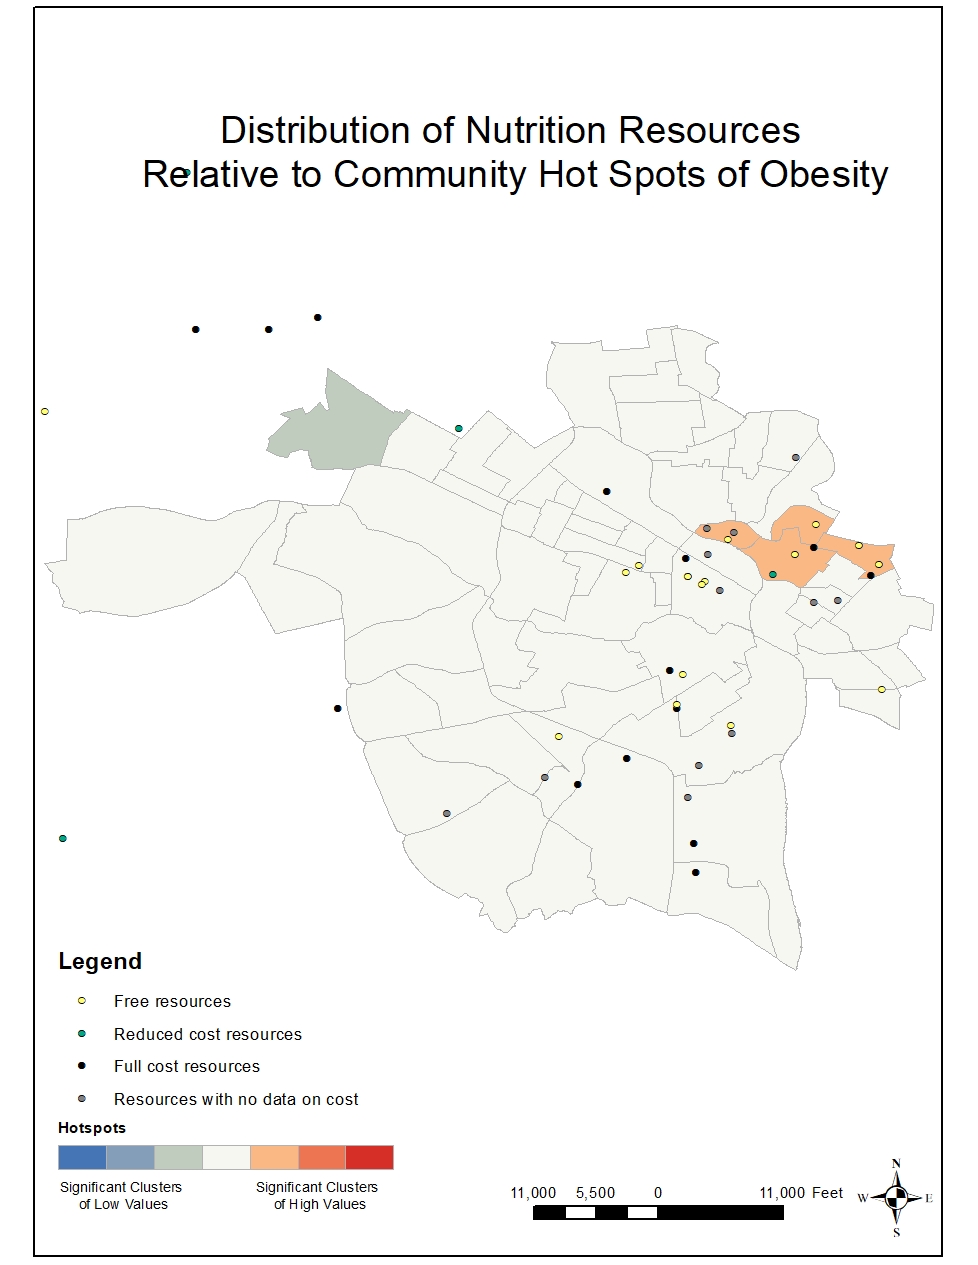 Distribution of Nutrition Resources
Relative to Community Hot Spots of Obesity
Legend
Free resources
Reduced cost resources
Full cost resources
Resources with no data on cost
Hotspots
Significant Clusters
of Low Values
Significant Clusters
of High Values
11,000 5,500 0 11,000 Feet
N
W E
S